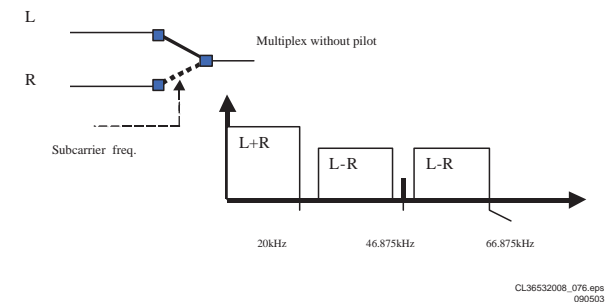 L
Multiplex without pilot
R
Subcarrier freq.
L+R
L-R
L-R
20kHz
46.875kHz
66.875kHz
CL36532008_076.eps
090503